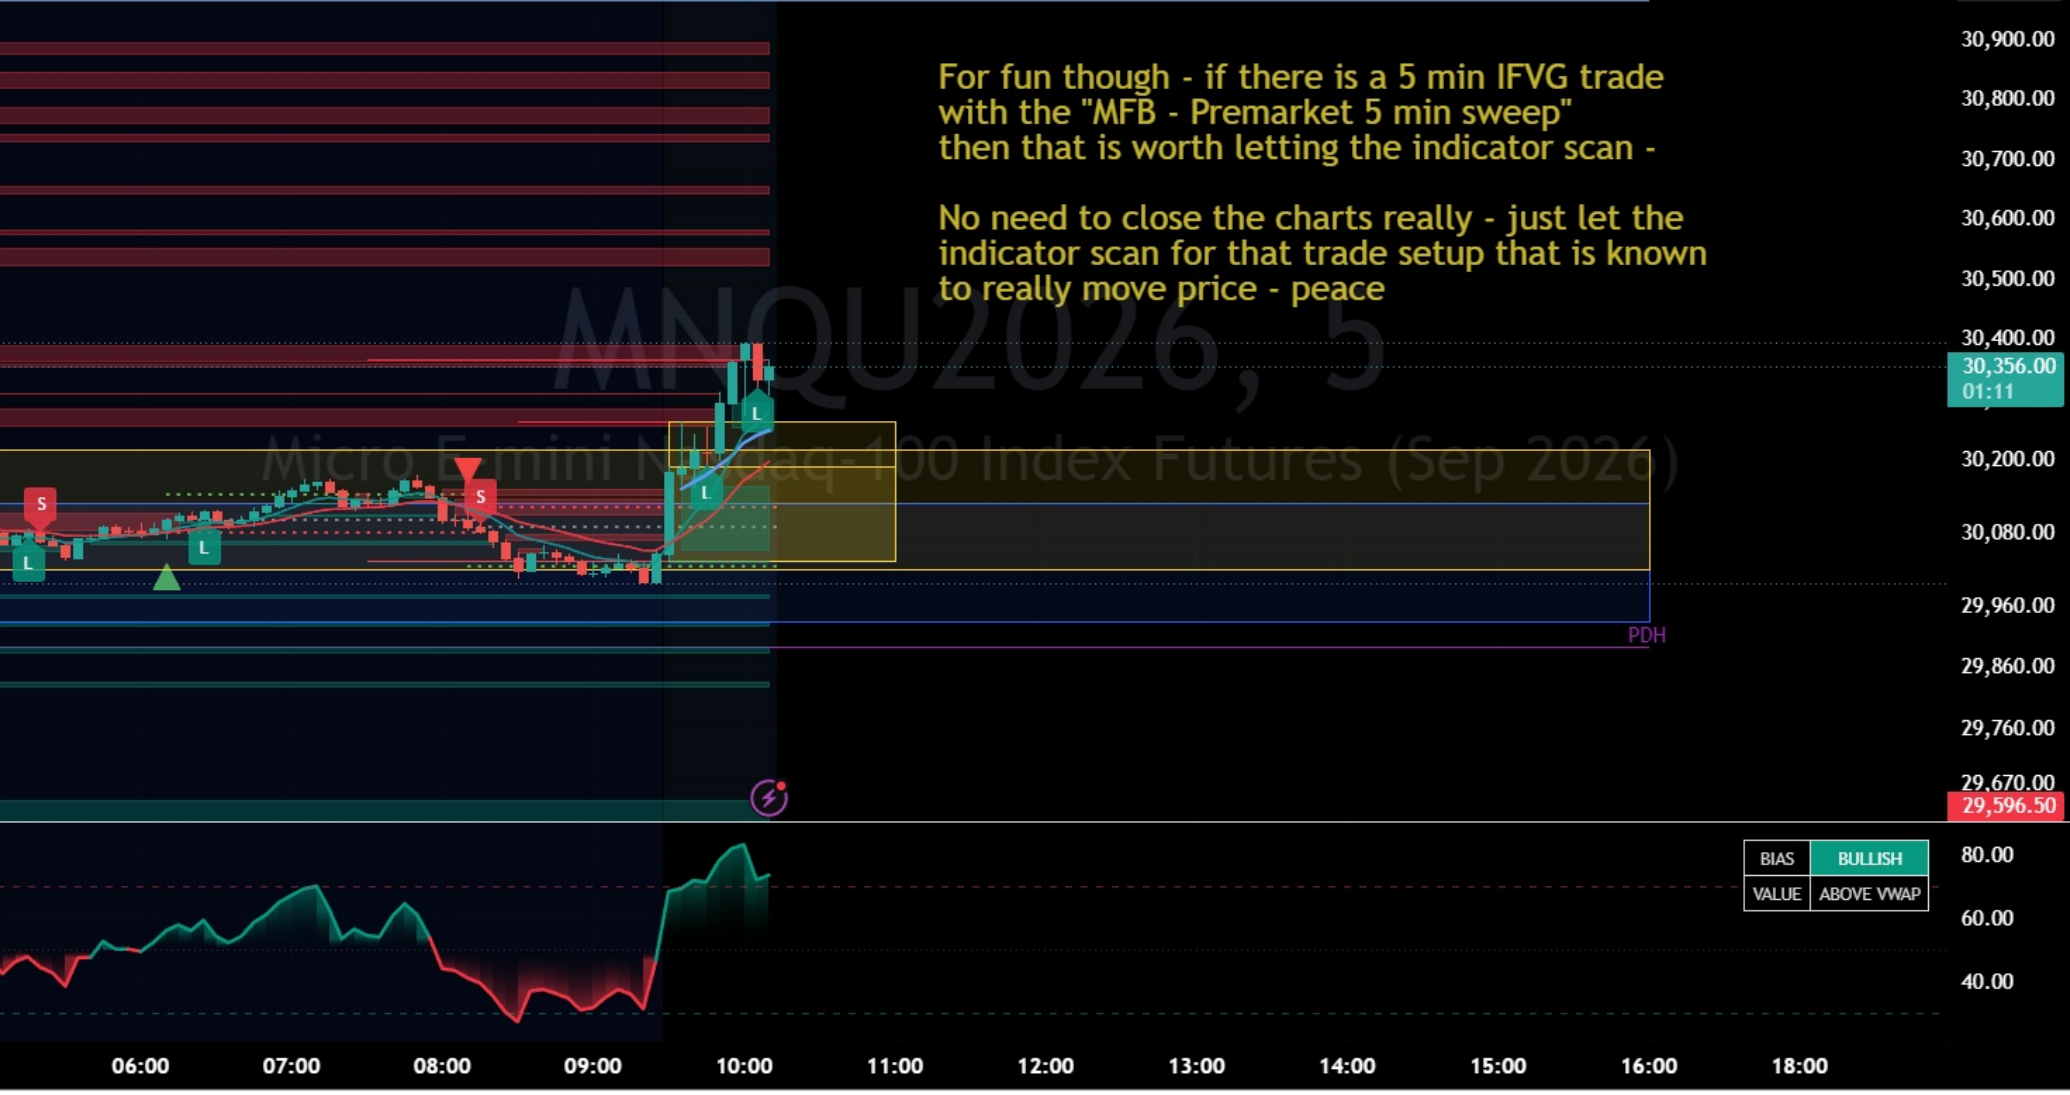 30,900.00
For fun though - if there is a 5 min IFVG trade
with the "MFB - Premarket 5 min sweep"
then that is worth letting the indicator scan -
30,800.00
30,700.00
No need to close the charts really - just let the
indicator scan for that trade setup that is known
to really move price - peace
30,600.00
30,500.00
MNQU2026, 5
30,400.00
30,356.00
01:11
L
Micro E-mini Nasdaq-100 Index Futures (Sep 2026)
30,200.00
S
S
L
L
L
30,080.00
29,960.00
PDH
29,860.00
29,760.00
29,670.00
29,596.50
BIAS BULLISH
VALUE ABOVE VWAP
80.00
60.00
40.00
06:00 07:00 08:00 09:00 10:00 11:00 12:00 13:00 14:00 15:00 16:00 18:00